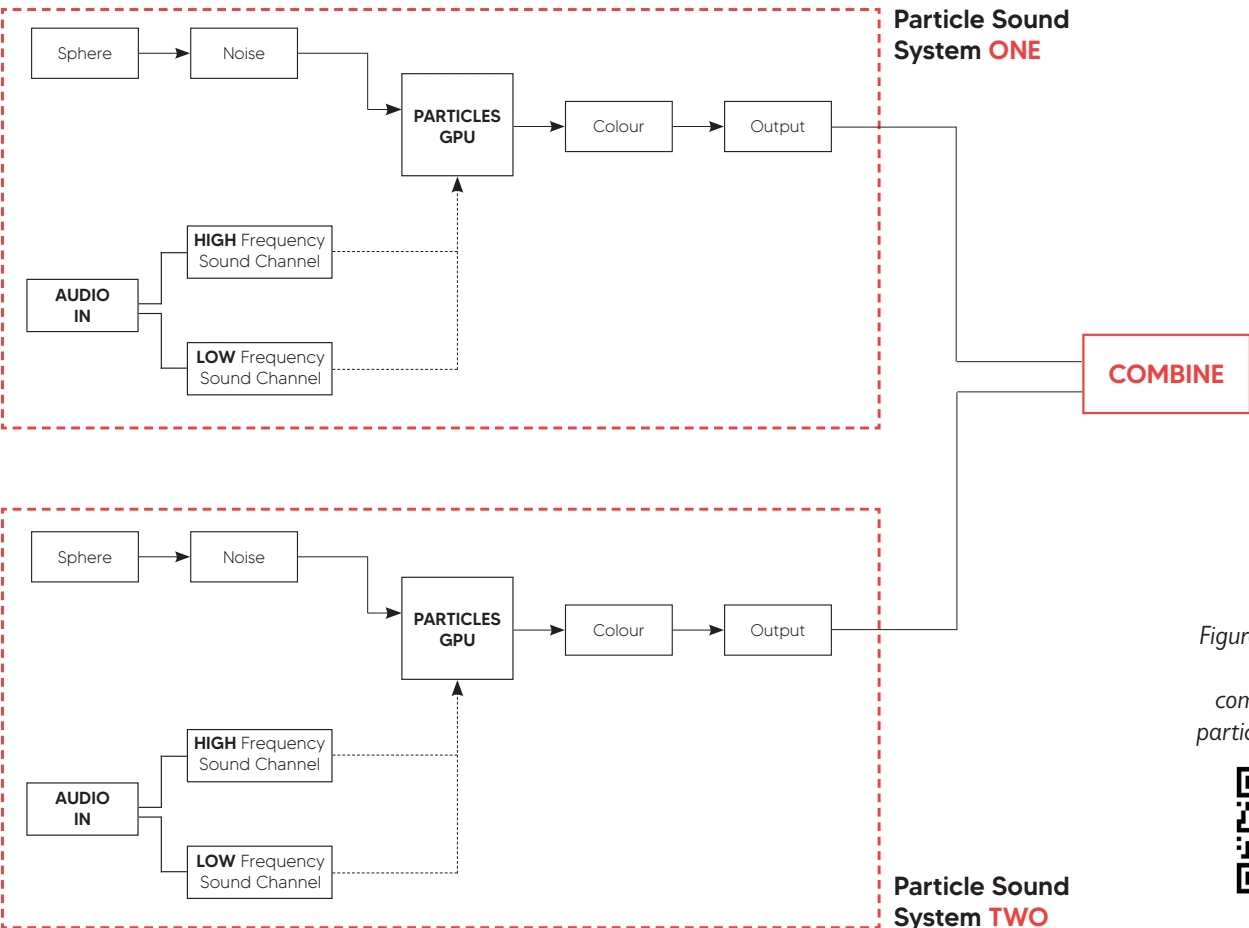 Particle Sound
System ONE
Sphere
Noise
PARTICLES
GPU
Colour
Output
HIGH Frequency
Sound Channel
AUDIO
IN
LOW Frequency
Sound Channel
COMBINE
Sphere
Noise
PARTICLES
GPU
Colour
Output
HIGH Frequency
Sound Channel
AUDIO
IN
LOW Frequency
Sound Channel
Particle Sound
System TWO